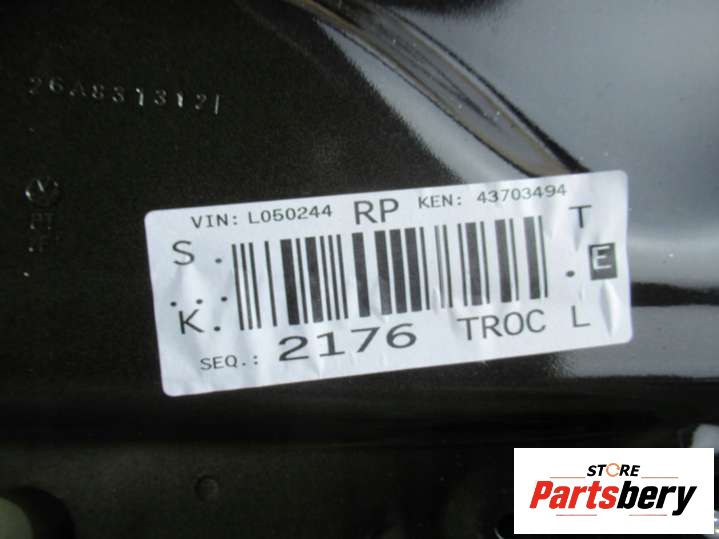 26A831312
VIN: L050244 RP KEN: 43703494
S. T
... . E
K. TROC L
SEQ.: 2176
STORE
Partsbery